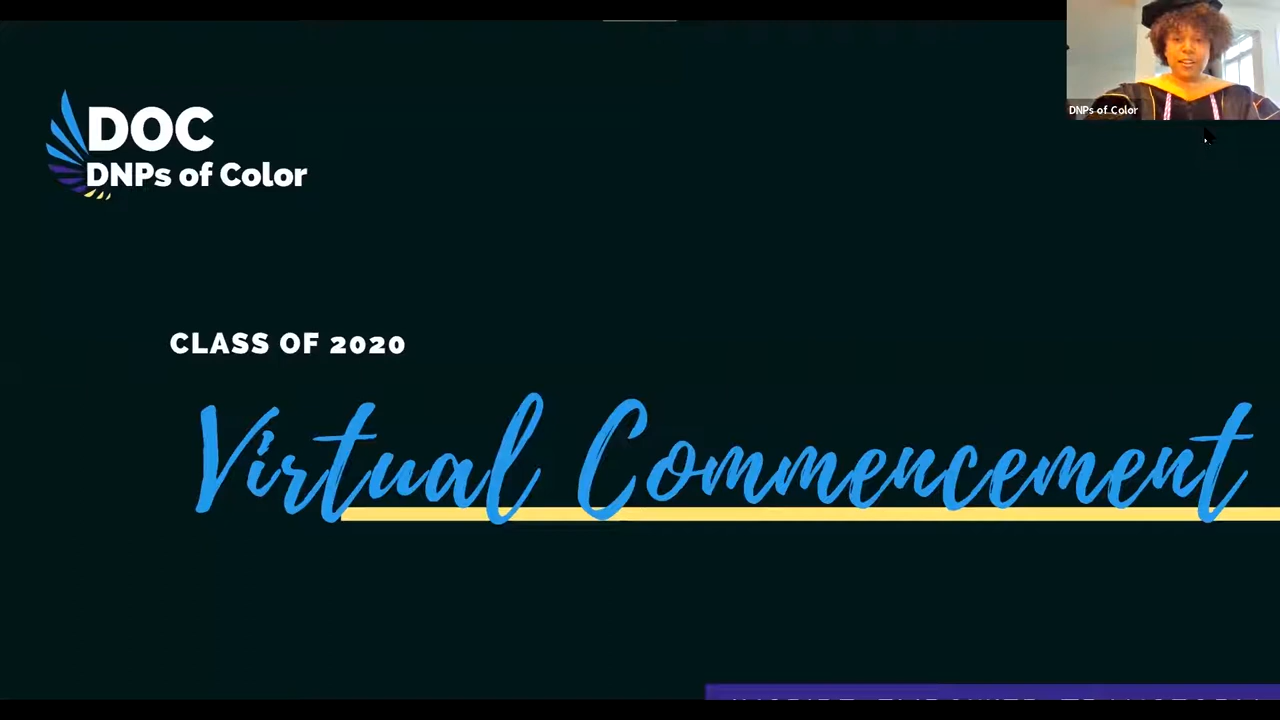 DOC
DNPs of Color
DNPs of Color
CLASS OF 2020
Virtual Commencement